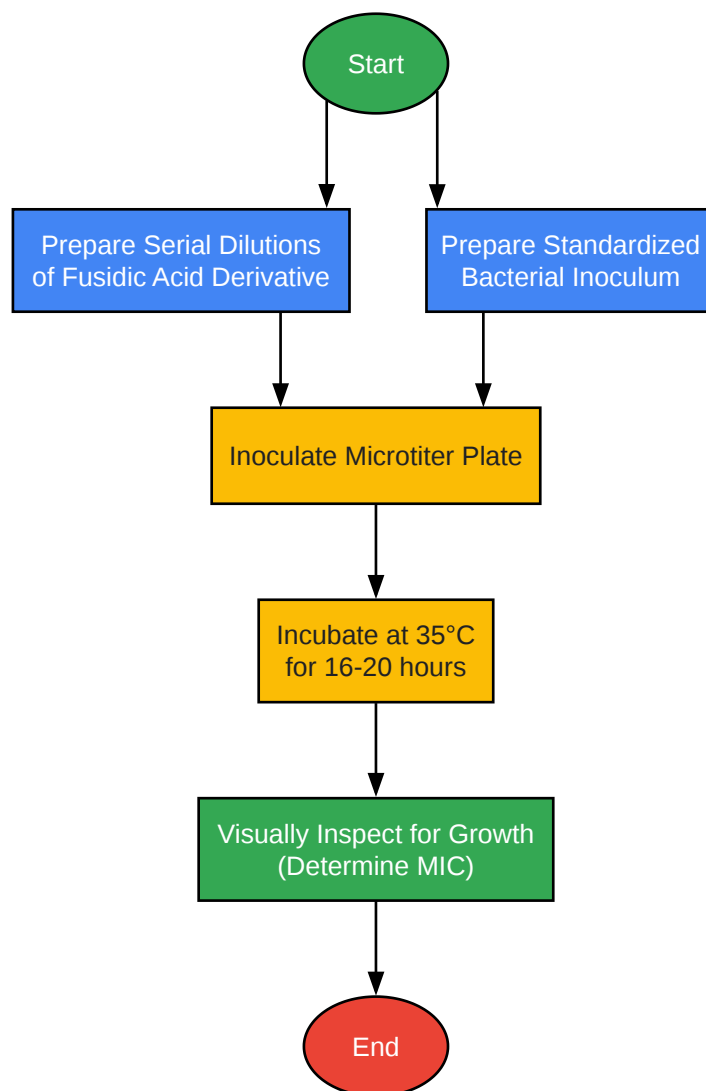 Start
Prepare Serial Dilutions
of Fusidic Acid Derivative
Prepare Standardized
Bacterial Inoculum
Inoculate Microtiter Plate
Incubate at 35°C
for 16-20 hours
Visually Inspect for Growth
(Determine MIC)
End